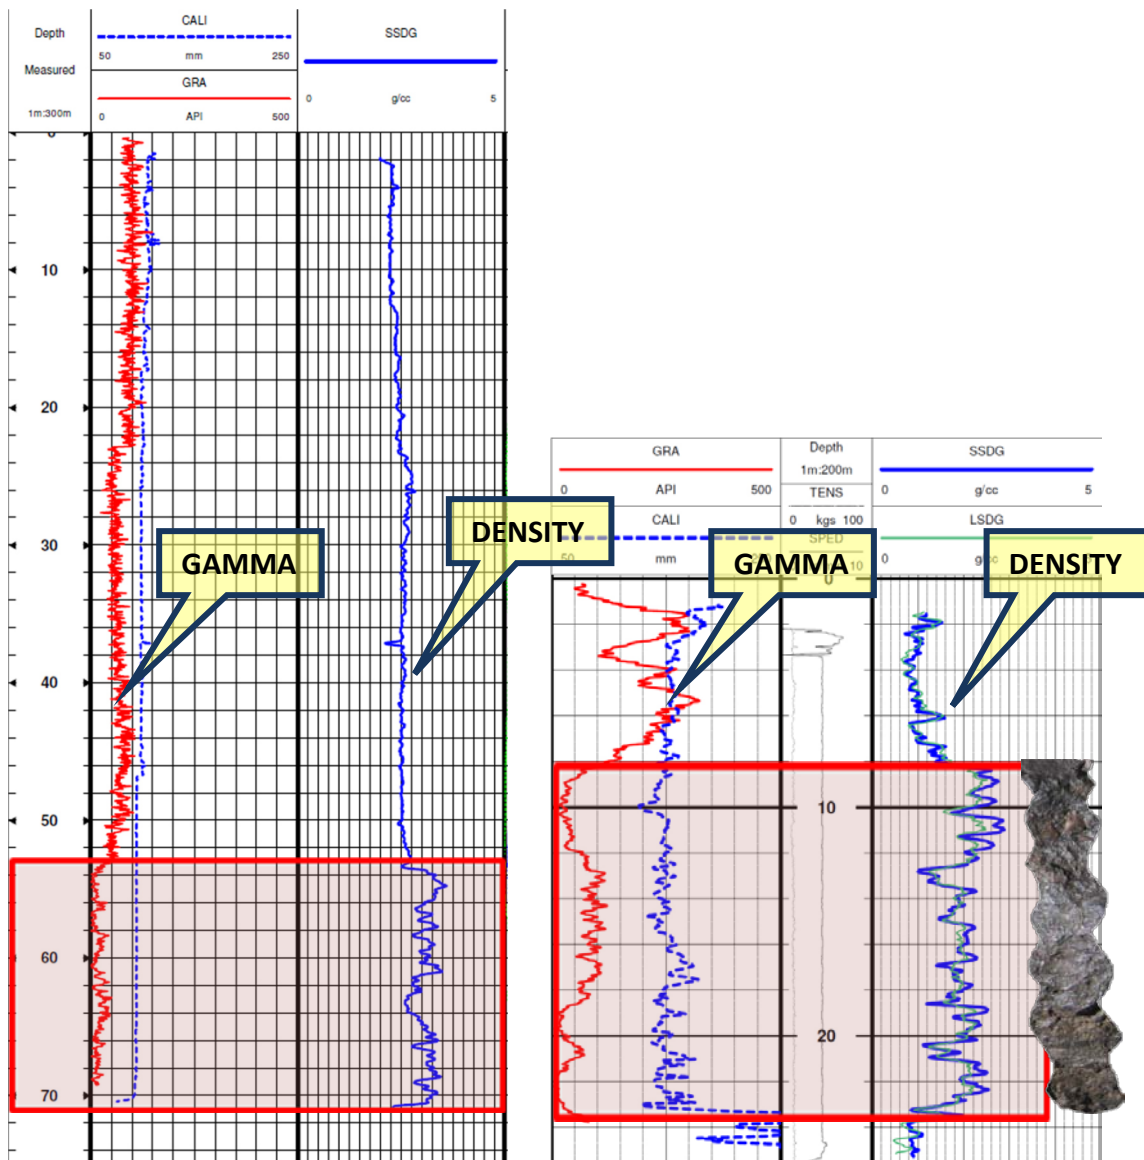 Depth
Measured
1m:300m
CALI
50 mm 250
GRA
0 API 500
SSDG
0 g/cc 5
10
20
30
40
50
60
70
GAMMA
DENSITY
GRA
0 API 500
CALI
mm
Depth
1m:200m
TENS
0 kgs 100
SPED
10
SSDG
0 g/cc 5
LSDG
0
0
10
20
GAMMA
DENSITY